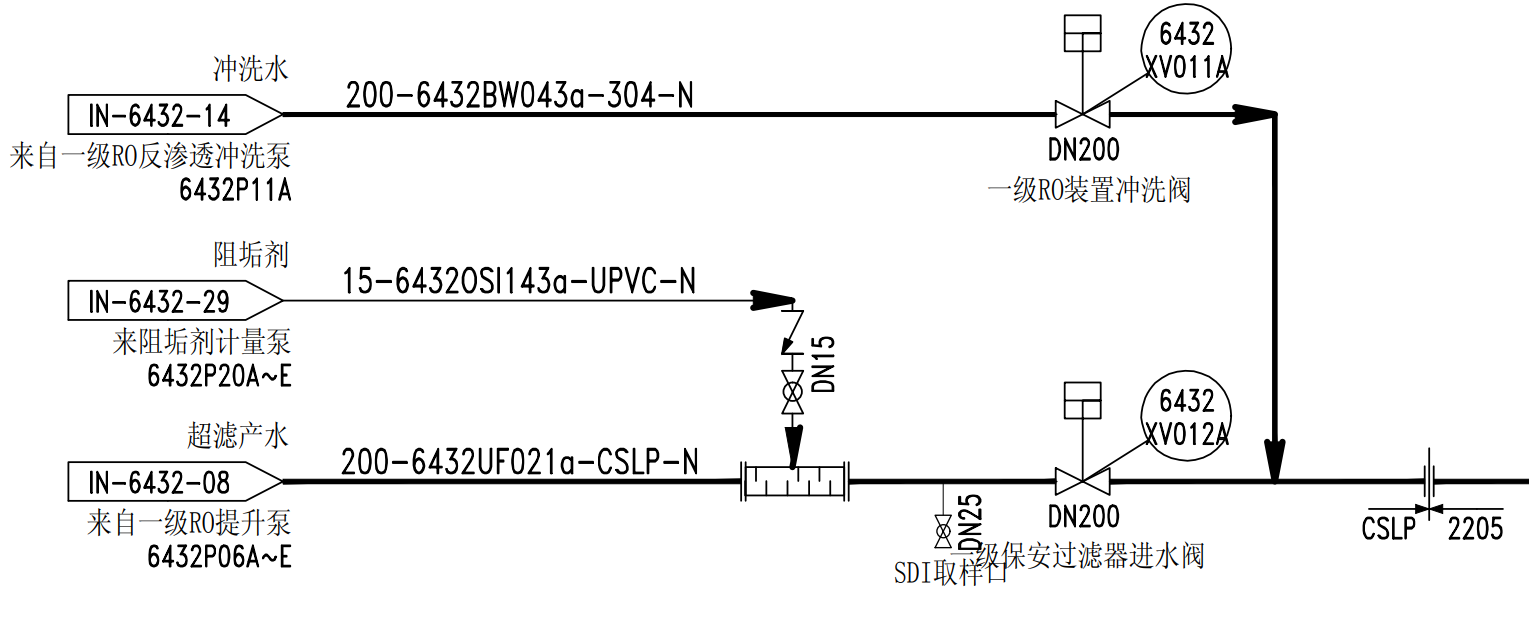 冲洗水
IN-6432-14
来自一级RO反渗透冲洗泵
6432P11A
200-6432BW043a-304-N
6432
XV011A
DN200
一级RO装置冲洗阀
阻垢剂
IN-6432-29
来阻垢剂计量泵
6432P20A~E
15-6432OSI143a-UPVC-N
DN15
超滤产水
IN-6432-08
来自一级RO提升泵
6432P06A~E
200-6432UF021a-CSLP-N
DN25
SDI取样口
6432
XV012A
DN200
一级保安过滤器进水阀
CSLP
2205